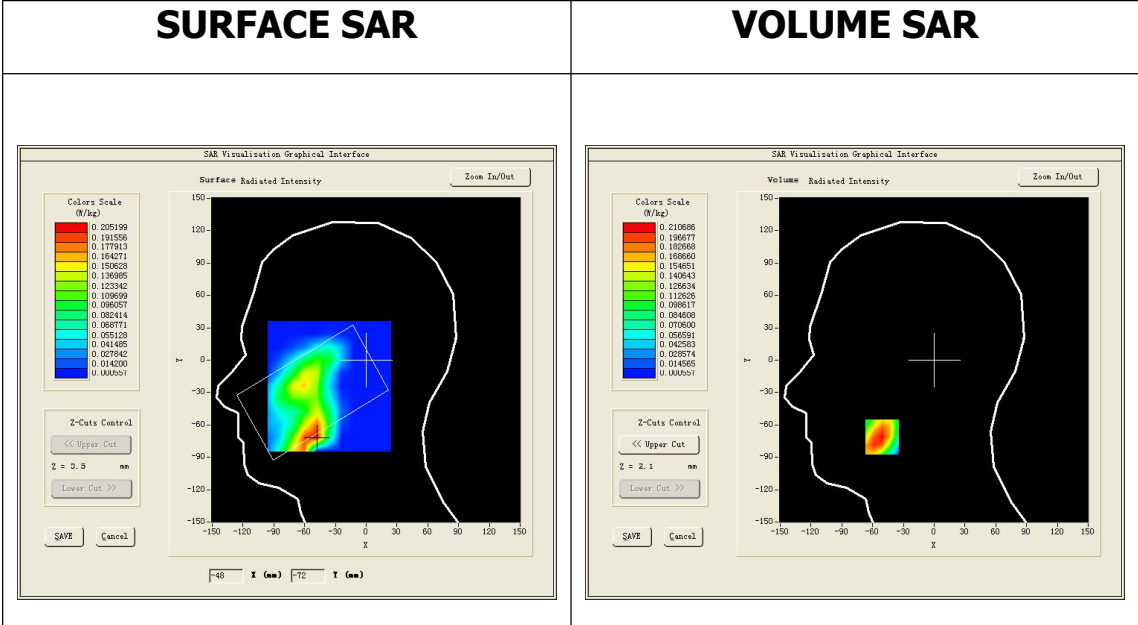 SURFACE SAR
VOLUME SAR
SAR Visualisation Graphical Interface
Surface Radiated Intensity
Zoom In/Out
Colors Scale
(W/kg)
0.205199
0.191556
0.177913
0.164271
0.150628
0.136985
0.123342
0.109699
0.096057
0.082414
0.068771
0.055128
0.041485
0.027842
0.014200
0.000557
Z-Cuts Control
<< Upper Cut
Z = 3.5 mm
Lower Cut >>
SAVE
Cancel
150
120
90
60
30
0
-30
-60
-90
-120
-150
Y
-150 -120 -90 -60 -30 0 30 60 90 120 150
X
-48 X (mm) -72 Y (mm)
SAR Visualisation Graphical Interface
Volume Radiated Intensity
Zoom In/Out
Colors Scale
(W/kg)
0.210686
0.196677
0.182668
0.168660
0.154651
0.140643
0.126634
0.112626
0.098617
0.084608
0.070600
0.056591
0.042583
0.028574
0.014565
0.000557
Z-Cuts Control
<< Upper Cut
Z = 2.1 mm
Lower Cut >>
SAVE
Cancel
150
120
90
60
30
0
-30
-60
-90
-120
-150
Y
-150 -120 -90 -60 -30 0 30 60 90 120 150
X